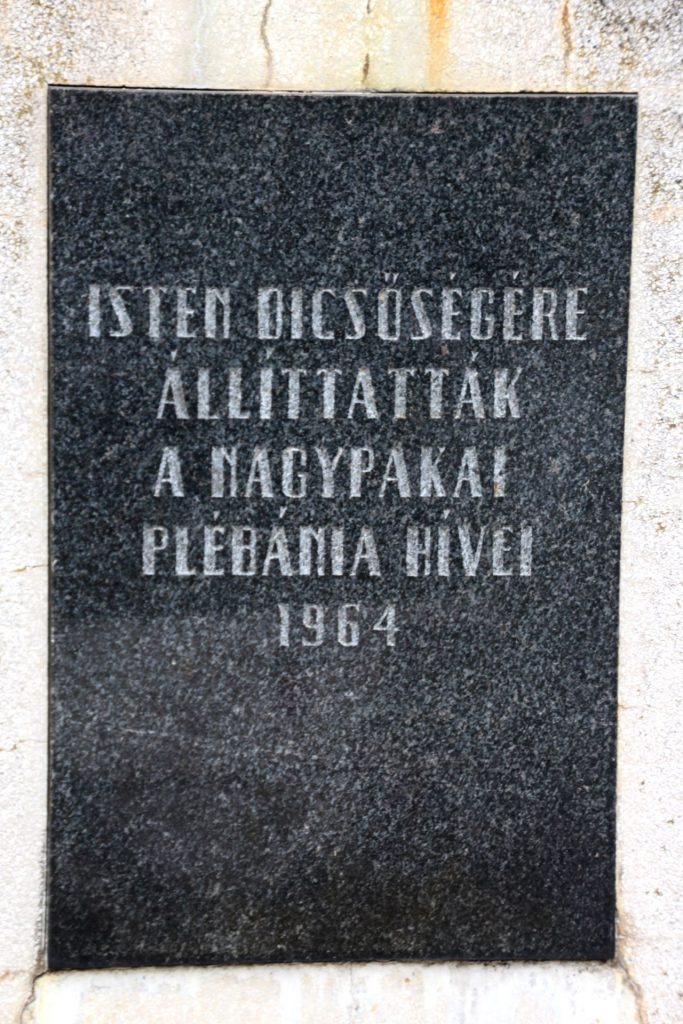 ISTEN DICSŐSÉGÉRE
ÁLLÍTTATTÁK
A NAGYPAKAI
PLÉBÁNIA HÍVEI
1964